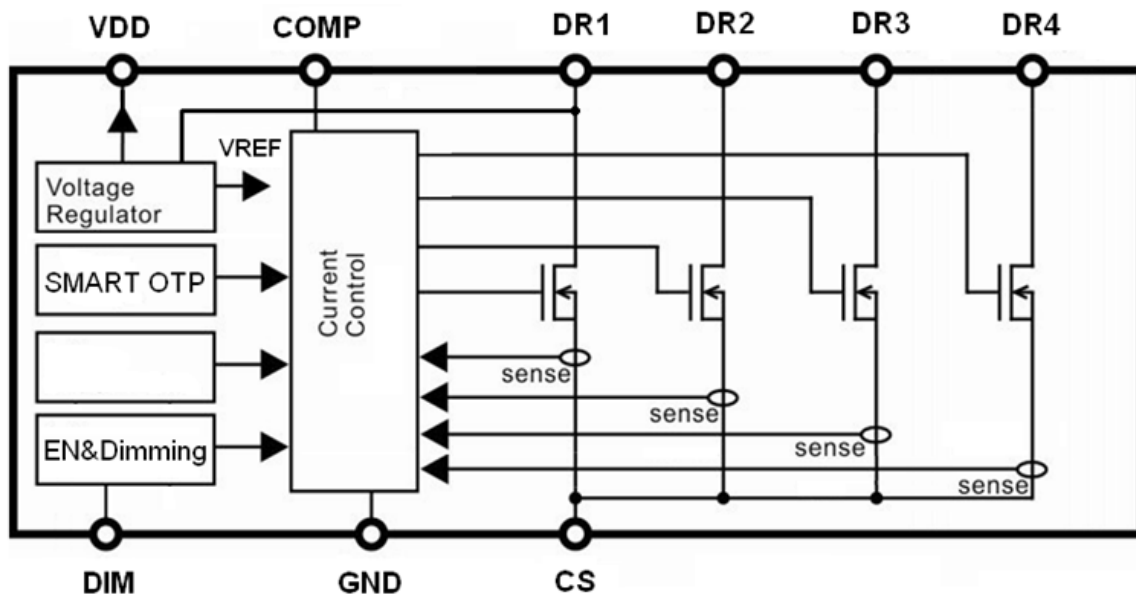 VDD COMP DR1 DR2 DR3 DR4
VREF
Voltage
Regulator
SMART OTP
Current
Control
sense
sense
sense
EN&Dimming
sense
DIM GND CS